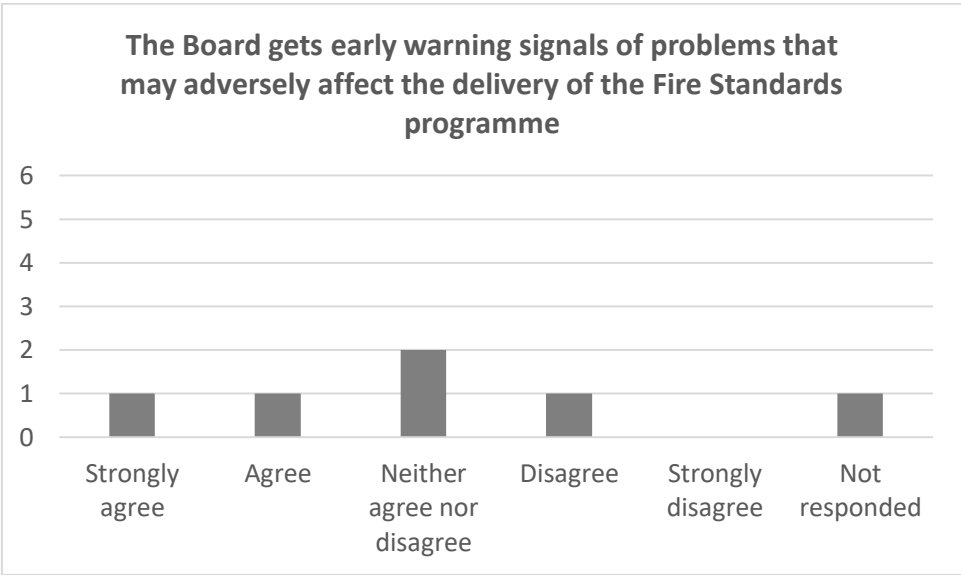 The Board gets early warning signals of problems that
may adversely affect the delivery of the Fire Standards
programme
6
5
4
3
2
1
0
Strongly
agree
Agree
Neither
agree nor
disagree
Disagree
Strongly
disagree
Not
responded